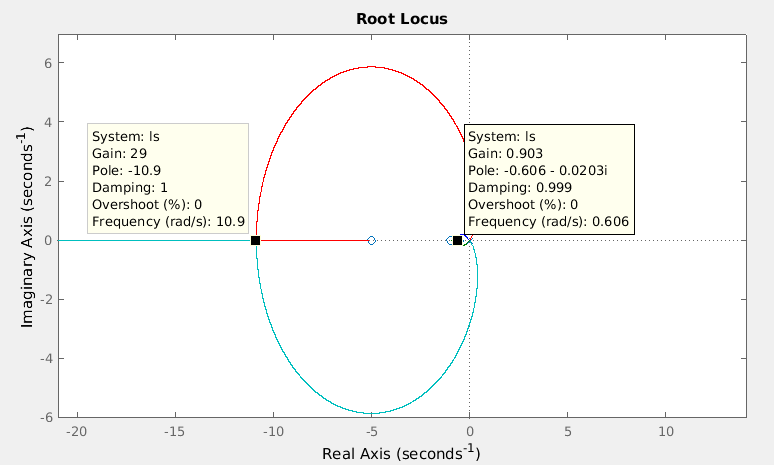 Root Locus
Imaginary Axis (seconds-1)
6
4
2
0
-2
-4
-6
System: ls
Gain: 29
Pole: -10.9
Damping: 1
Overshoot (%): 0
Frequency (rad/s): 10.9
System: ls
Gain: 0.903
Pole: -0.606 - 0.0203i
Damping: 0.999
Overshoot (%): 0
Frequency (rad/s): 0.606
-20 -15 -10 -5 0 5 10
Real Axis (seconds-1)